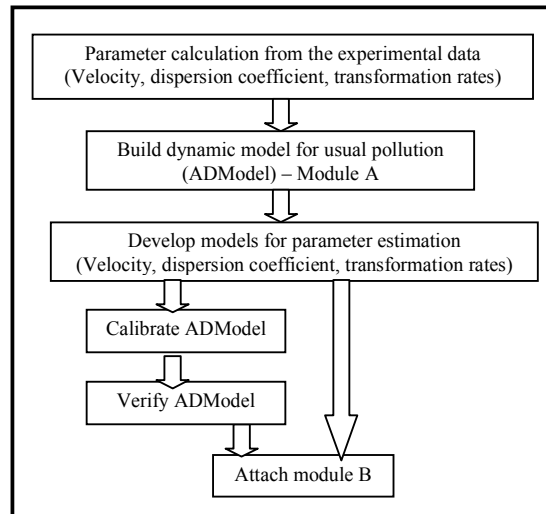 Parameter calculation from the experimental data
(Velocity, dispersion coefficient, transformation rates)
Build dynamic model for usual pollution
(ADModel) – Module A
Develop models for parameter estimation
(Velocity, dispersion coefficient, transformation rates)
Calibrate ADModel
Verify ADModel
Attach module B